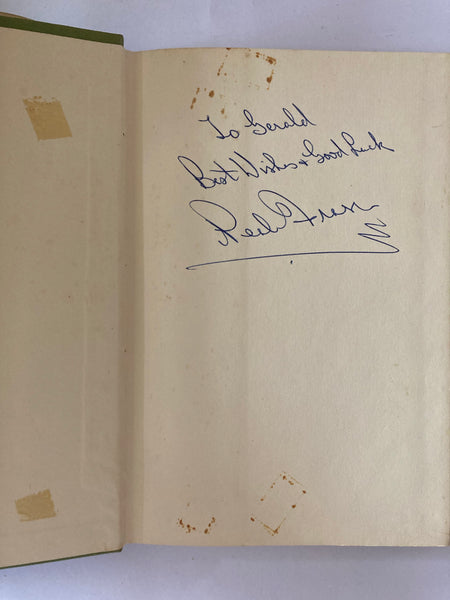 To Gerald
Best Wishes + Good Luck